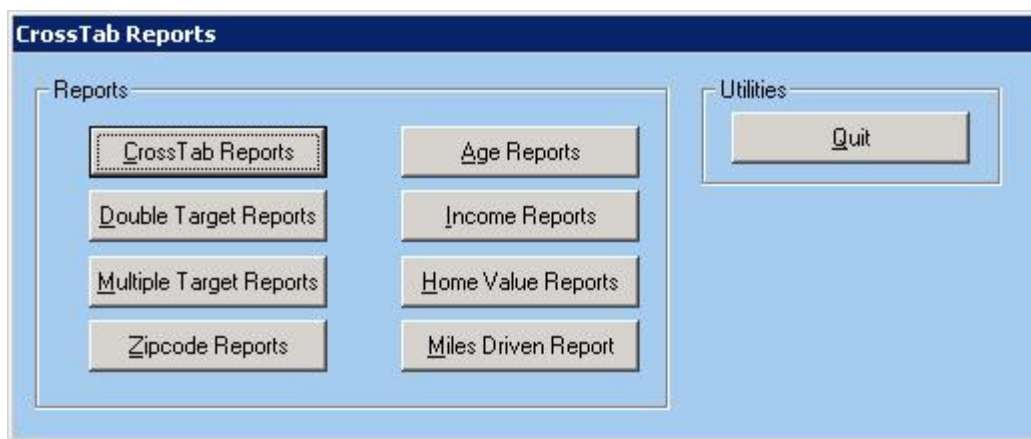 CrossTab Reports
Reports
CrossTab Reports
Double Target Reports
Multiple Target Reports
Zipcode Reports
Age Reports
Income Reports
Home Value Reports
Miles Driven Report
Utilities
Quit